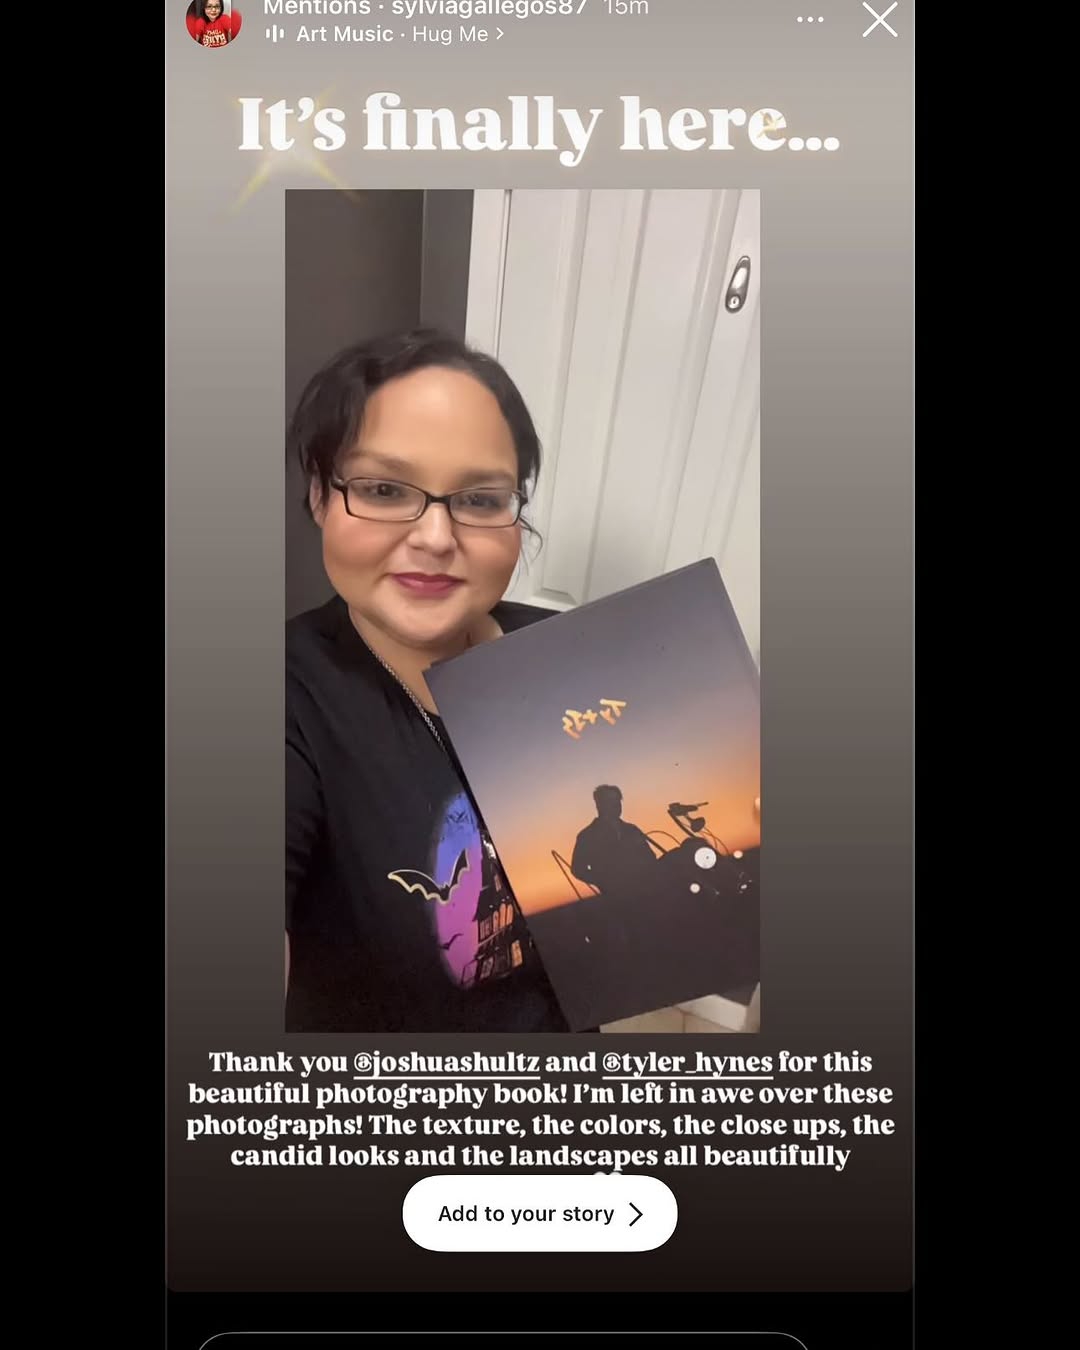 Mentions · sylviagallegos87 15m
Art Music · Hug Me >
It's finally here...
Ty+Js
Thank you @joshuashultz and @tyler_hynes for this
beautiful photography book! I'm left in awe over these
photographs! The texture, the colors, the close ups, the
candid looks and the landscapes all beautifully
Add to your story >